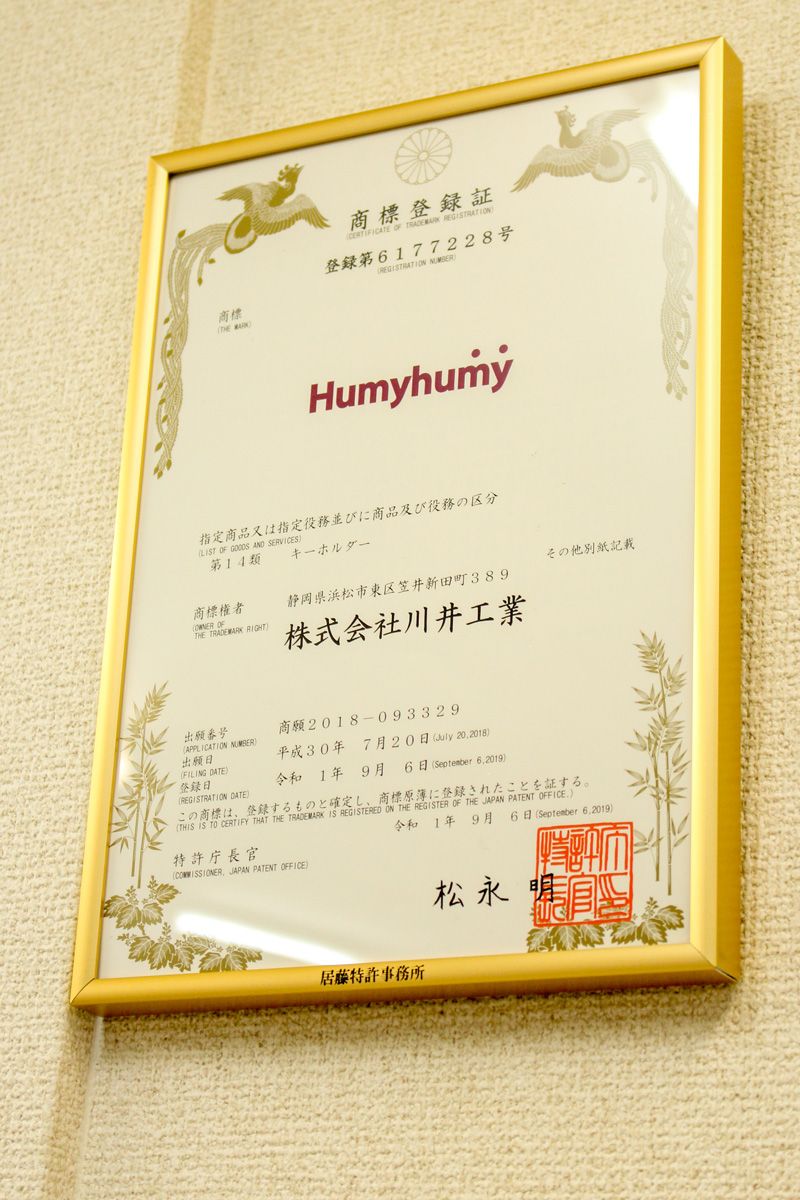 商標登録証
(CERTIFICATE OF TRADEMARK REGISTRATION)
登録第6177228号
(REGISTRATION NUMBER)
商標
(THE MARK)
Humyhumy
指定商品又は指定役務並びに商品及び役務の区分
(LIST OF GOODS AND SERVICES)
第14類 キーホルダー その他別紙記載
商標権者
(OWNER OF THE TRADEMARK RIGHT)
静岡県浜松市東区笠井新田町389
株式会社川井工業
出願番号 商願2018-093329
(APPLICATION NUMBER)
出願日 平成30年 7月20日(July 20,2018)
(FILING DATE)
登録日 令和 1年 9月 6日(September 6,2019)
(REGISTRATION DATE)
この商標は、登録するものと確定し、商標原簿に登録されたことを証する。
(THIS IS TO CERTIFY THAT THE TRADEMARK IS REGISTERED ON THE REGISTER OF THE JAPAN PATENT OFFICE.)
令和 1年 9月 6日(September 6,2019)
特許庁長官
(COMMISSIONER, JAPAN PATENT OFFICE)
松永 明
居藤特許事務所